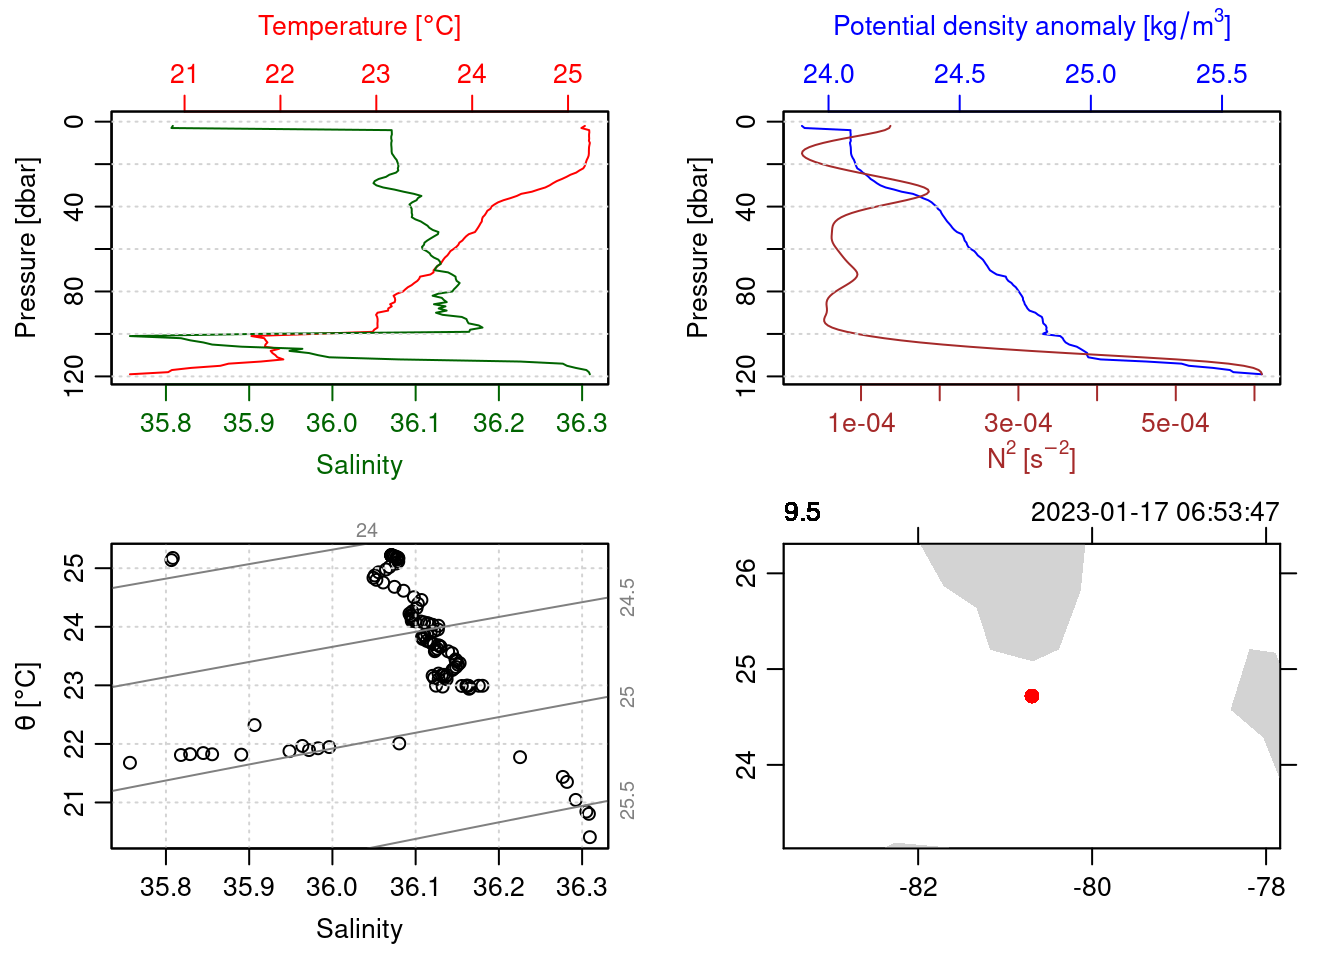 Temperature [°C]
21 22 23 24 25
Pressure [dbar]
0 40 80 120
35.8 35.9 36.0 36.1 36.2 36.3
Salinity
Potential density anomaly [kg/m³]
24.0 24.5 25.0 25.5
Pressure [dbar]
0 40 80 120
1e-04 3e-04 5e-04
N² [s⁻²]
24
24.5
25
25.5
θ [°C]
25 24 23 22 21
35.8 35.9 36.0 36.1 36.2 36.3
Salinity
9.5 2023-01-17 06:53:47
26 25 24
-82 -80 -78